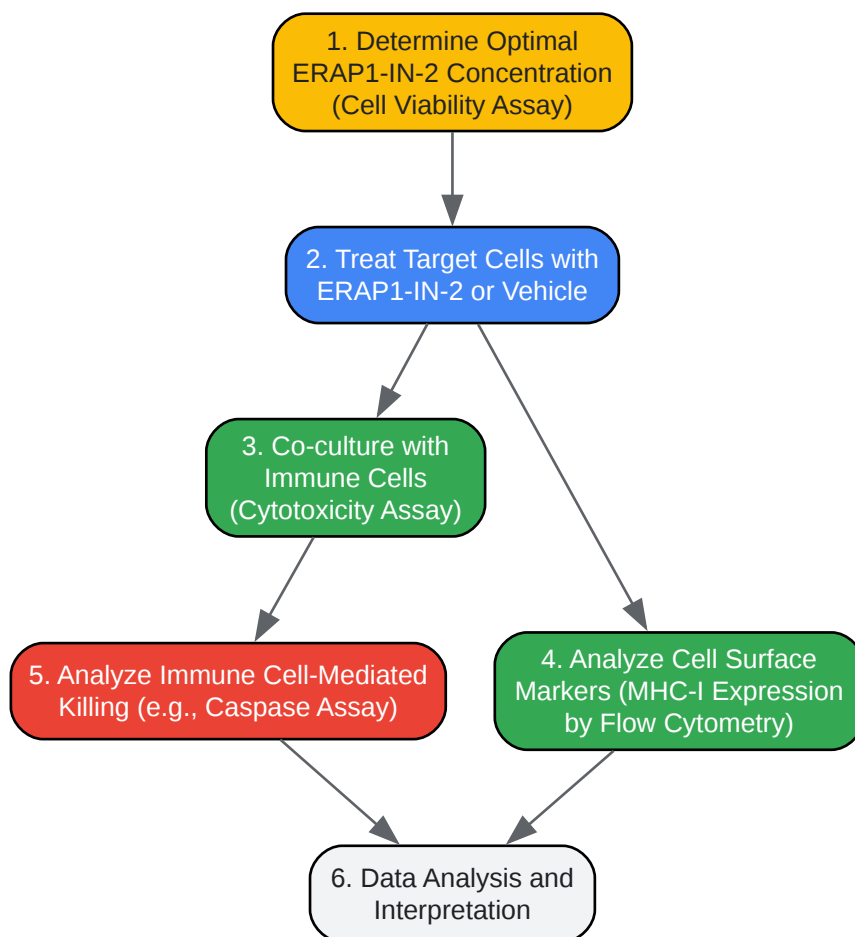 1. Determine Optimal
ERAP1-IN-2 Concentration
(Cell Viability Assay)
2. Treat Target Cells with
ERAP1-IN-2 or Vehicle
3. Co-culture with
Immune Cells
(Cytotoxicity Assay)
5. Analyze Immune Cell-Mediated
Killing (e.g., Caspase Assay)
4. Analyze Cell Surface
Markers (MHC-I Expression
by Flow Cytometry)
6. Data Analysis and
Interpretation